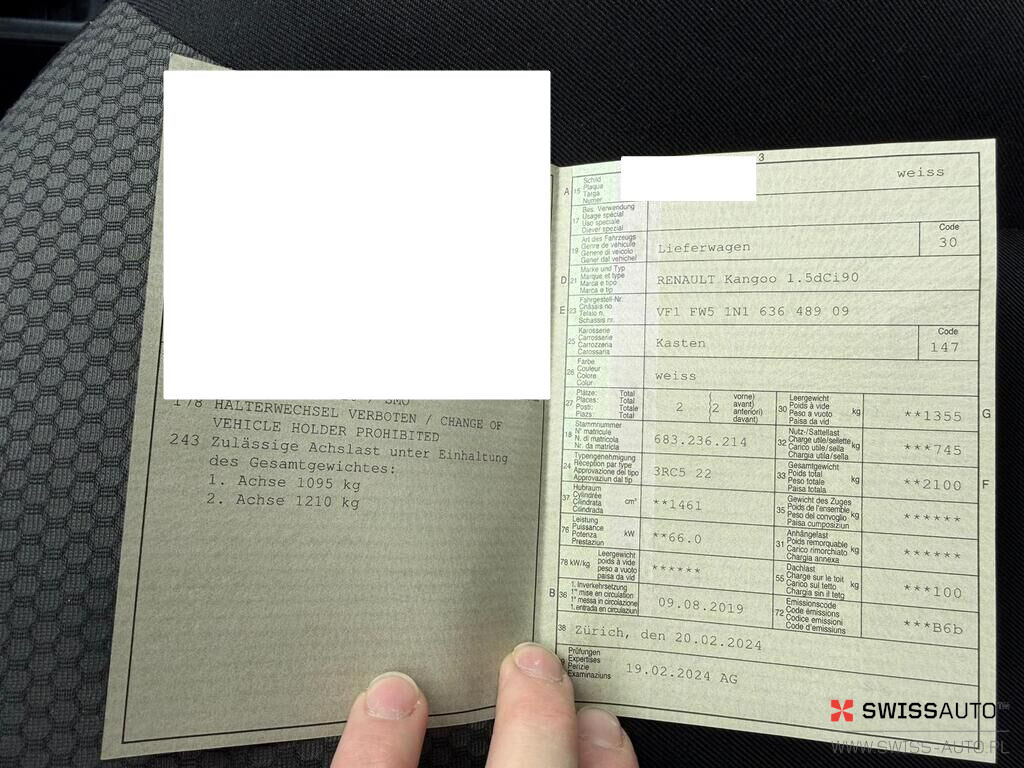 178 HALTERWECHSEL VERBOTEN / CHANGE OF
VEHICLE HOLDER PROHIBITED
243 Zulässige Achslast unter Einhaltung
des Gesamtgewichtes:
1. Achse 1095 kg
2. Achse 1210 kg
3
A 15 Schild
Plaque
Targa
Numer
weiss
17 Bes. Verwendung
Usage spécial
Uso speciale
Diever spezial
19 Art des Fahrzeugs
Genre de véhicule
Genere di veicolo
Gener dal vehichel
Lieferwagen
Code
30
D 21 Marke und Typ
Marque et type
Marca e tipo
Marca e tip
RENAULT Kangoo 1.5dCi90
E 23 Fahrgestell-Nr.
Châssis no
Telaio n.
Schassis nr.
VF1 FW5 1N1 636 489 09
25 Karosserie
Carrosserie
Carrozzeria
Carossaria
Kasten
Code
147
26 Farbe
Couleur
Colore
Colur
weiss
27 Plätze: Total
Places: Total
Posti: Totale
Plazs: Total
2 (2 vorne)
avant)
anteriori)
davant)
30 Leergewicht
Poids à vide
Peso a vuoto
Paisa vid
kg **1355 G
18 Stammnummer
N° matricule
N. di matricola
Nr. da matricla
683.236.214
32 Nutz-/Sattellast
Charge utile/sellette
Carico utile/sella
Chargia utila/sella
kg ***745
24 Typengenehmigung
Réception par type
Approvazione del tipo
Approvaziun dal tip
3RC5 22
33 Gesamtgewicht
Poids total
Peso totale
Paisa totala
kg **2100 F
37 Hubraum
Cylindrée
Cilindrata
Cilindrada
cm³ **1461
35 Gewicht des Zuges
Poids de l'ensemble
Peso del convoglio
Paisa cumposiziun
kg ******
76 Leistung
Puissance
Potenza
Prestaziun
kW **66.0
31 Anhängelast
Poids remorquable
Carico rimorchiato
Chargia annexa
kg ******
78 kW/kg Leergewicht
poids à vide
peso a vuoto
paisa da vid
******
55 Dachlast
Charge sur le toit
Carico sul tetto
Chargia sin il tetg
kg ***100
B 36 1. Inverkehrsetzung
1re mise en circulation
1a messa in circolazione
1. entrada en circulaziun
09.08.2019
72 Emissionscode
Code émissions
Codice emissioni
Code d'emissiuns
***B6b
38 Zürich, den 20.02.2024
Prüfungen
Expertises
Perizie
Examinaziuns
19.02.2024 AG
SWISSAUTO™
WWW.SWISS-AUTO.PL